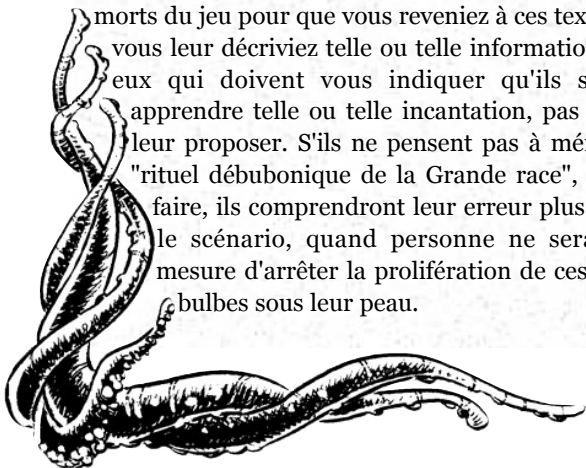 morts du jeu pour que vous reveniez à ces tex
vous leur décriviez telle ou telle informatio
eux qui doivent vous indiquer qu'ils s
apprendre telle ou telle incantation, pas
leur proposer. S'ils ne pensent pas à mé
"rituel débubonique de la Grande race",
faire, ils comprendront leur erreur plus
le scénario, quand personne ne ser
mesure d'arrêter la prolifération de ces
bulbes sous leur peau.